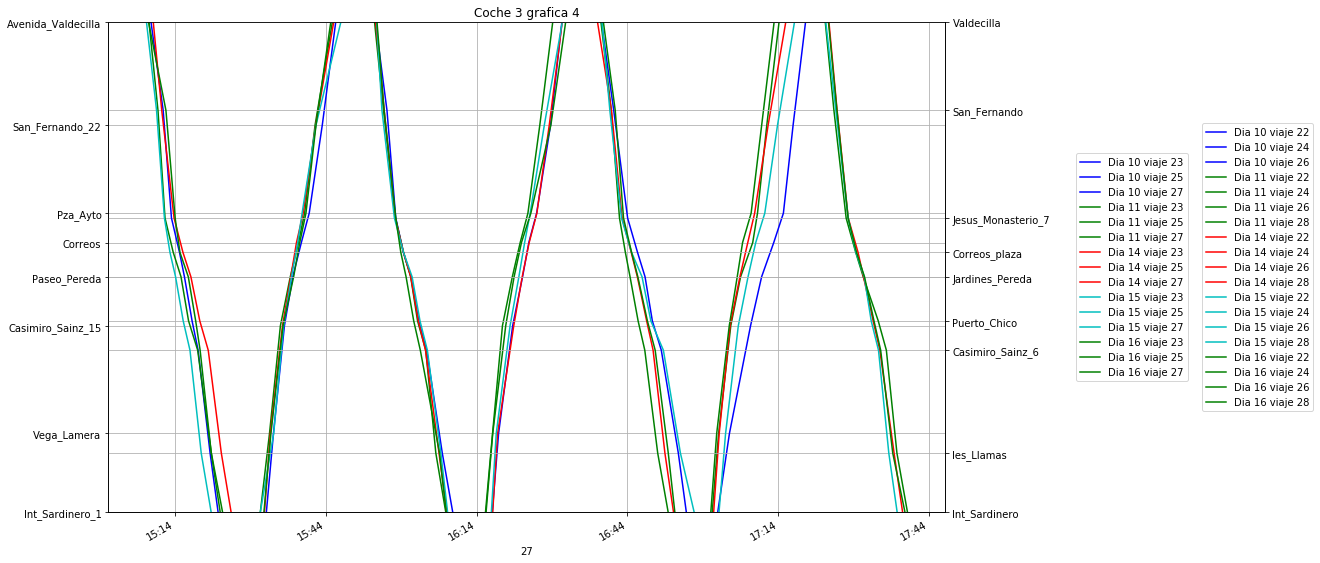 Coche 3 grafica 4
Avenida_Valdecilla
San_Fernando_22
Pza_Ayto
Correos
Paseo_Pereda
Casimiro_Sainz_15
Vega_Lamera
Int_Sardinero_1
Valdecilla
San_Fernando
Jesus_Monasterio_7
Correos_plaza
Jardines_Pereda
Puerto_Chico
Casimiro_Sainz_6
Ies_Llamas
Int_Sardinero
15:14
15:44
16:14
16:44
17:14
17:44
27
Dia 10 viaje 23
Dia 10 viaje 25
Dia 10 viaje 27
Dia 11 viaje 23
Dia 11 viaje 25
Dia 11 viaje 27
Dia 14 viaje 23
Dia 14 viaje 25
Dia 14 viaje 27
Dia 15 viaje 23
Dia 15 viaje 25
Dia 15 viaje 27
Dia 16 viaje 23
Dia 16 viaje 25
Dia 16 viaje 27
Dia 10 viaje 22
Dia 10 viaje 24
Dia 10 viaje 26
Dia 11 viaje 22
Dia 11 viaje 24
Dia 11 viaje 26
Dia 11 viaje 28
Dia 14 viaje 22
Dia 14 viaje 24
Dia 14 viaje 26
Dia 14 viaje 28
Dia 15 viaje 22
Dia 15 viaje 24
Dia 15 viaje 26
Dia 15 viaje 28
Dia 16 viaje 22
Dia 16 viaje 24
Dia 16 viaje 26
Dia 16 viaje 28